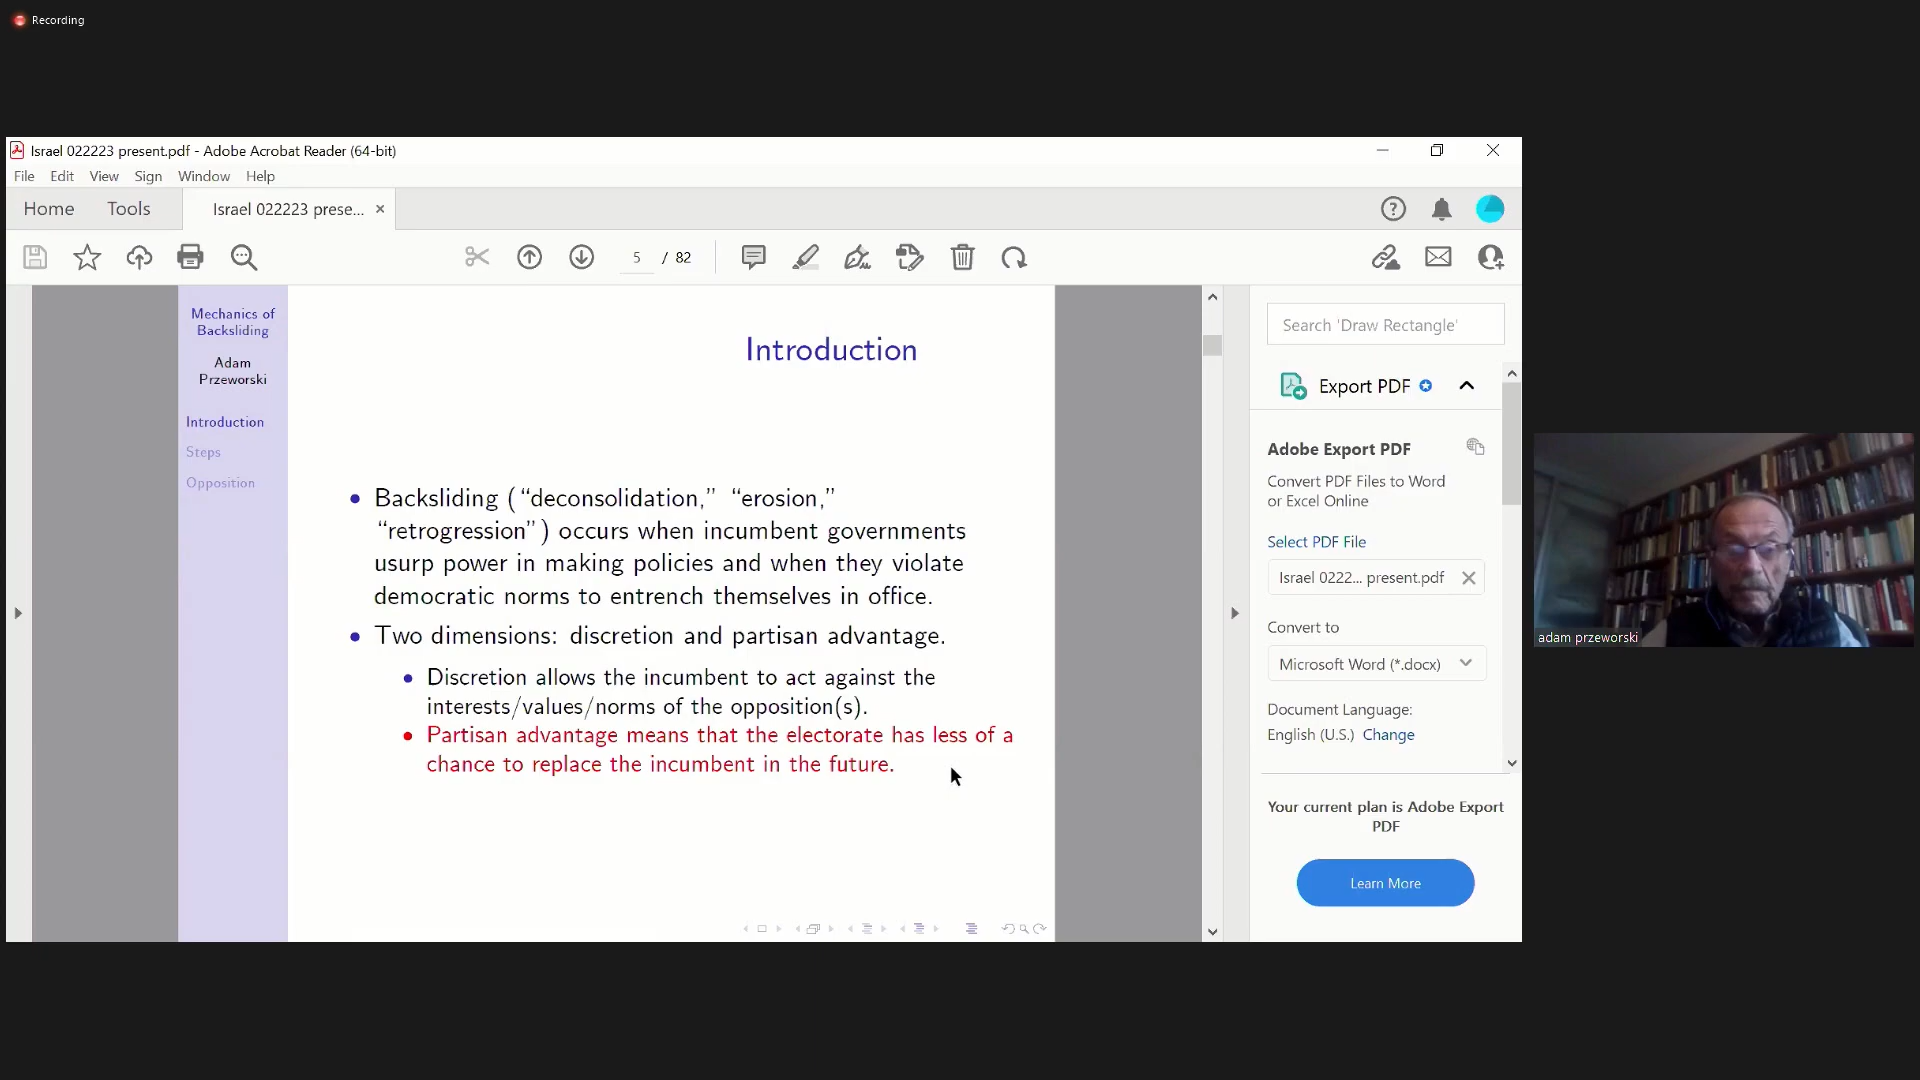 Recording
Israel 022223 present.pdf - Adobe Acrobat Reader (64-bit)
File Edit View Sign Window Help
Home Tools Israel 022223 prese... ×
5 / 82
Mechanics of
Backsliding
Adam
Przeworski
Introduction
Steps
Opposition
Introduction
• Backsliding (“deconsolidation,” “erosion,”
“retrogression”) occurs when incumbent governments
usurp power in making policies and when they violate
democratic norms to entrench themselves in office.
• Two dimensions: discretion and partisan advantage.
• Discretion allows the incumbent to act against the
interests/values/norms of the opposition(s).
• Partisan advantage means that the electorate has less of a
chance to replace the incumbent in the future.
Search 'Draw Rectangle'
Export PDF
Adobe Export PDF
Convert PDF Files to Word
or Excel Online
Select PDF File
Israel 0222... present.pdf
Convert to
Microsoft Word (*.docx)
Document Language:
English (U.S.) Change
Your current plan is Adobe Export
PDF
Learn More
adam przeworski